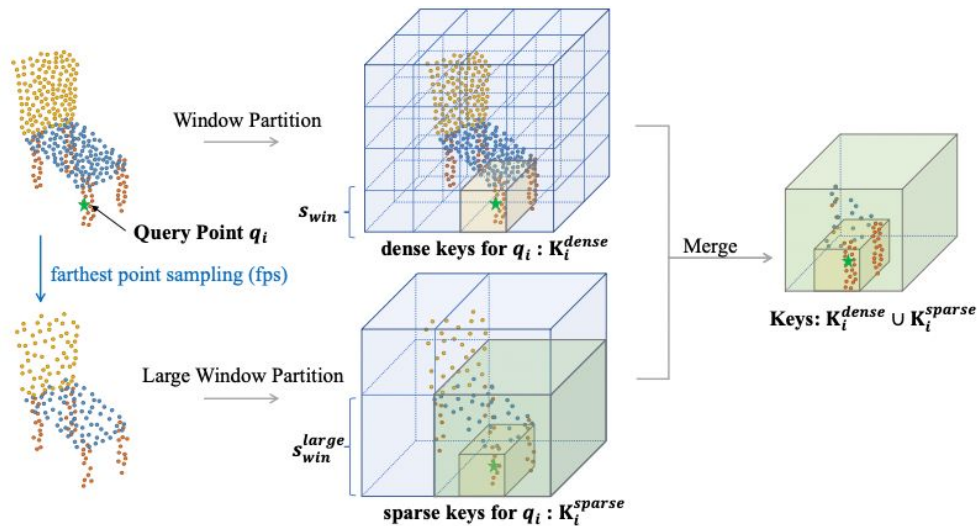 Window Partition
s_win
Query Point q_i
dense keys for q_i : K_i^dense
farthest point sampling (fps)
Merge
Keys: K_i^dense ∪ K_i^sparse
Large Window Partition
s_win^large
sparse keys for q_i : K_i^sparse